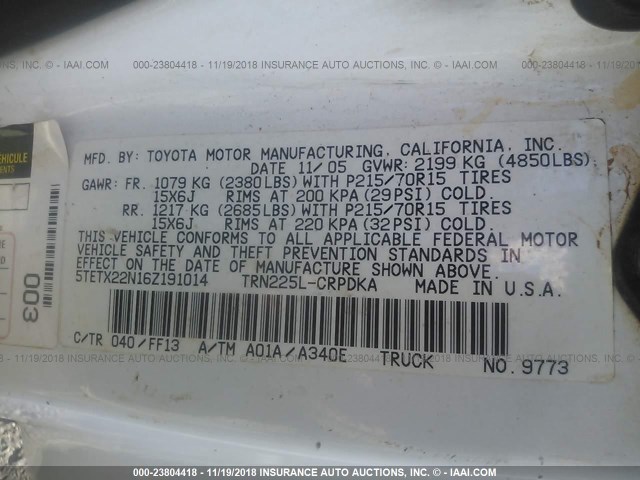 000-23804418 - 11/19/2018 INSURANCE AUTO AUCTIONS, INC. - © IAAI.COM
VEHICULE
MENTS
MFD. BY: TOYOTA MOTOR MANUFACTURING, CALIFORNIA, INC.
DATE 11/05 GVWR: 2199 KG (4850LBS)
GAWR: FR. 1079 KG (2380LBS) WITH P215/70R15 TIRES
15X6J RIMS AT 200 KPA (29PSI) COLD.
RR. 1217 KG (2685LBS) WITH P215/70R15 TIRES
15X6J RIMS AT 220 KPA (32PSI) COLD.
THIS VEHICLE CONFORMS TO ALL APPLICABLE FEDERAL MOTOR
VEHICLE SAFETY AND THEFT PREVENTION STANDARDS IN
EFFECT ON THE DATE OF MANUFACTURE SHOWN ABOVE.
5TETX22N16Z191014 TRN225L-CRPDKA MADE IN U.S.A.
C/TR 040/FF13 A/TM A01A/A340E TRUCK NO. 9773
003
000-23804418 - 11/19/2018 INSURANCE AUTO AUCTIONS, INC. - © IAAI.COM